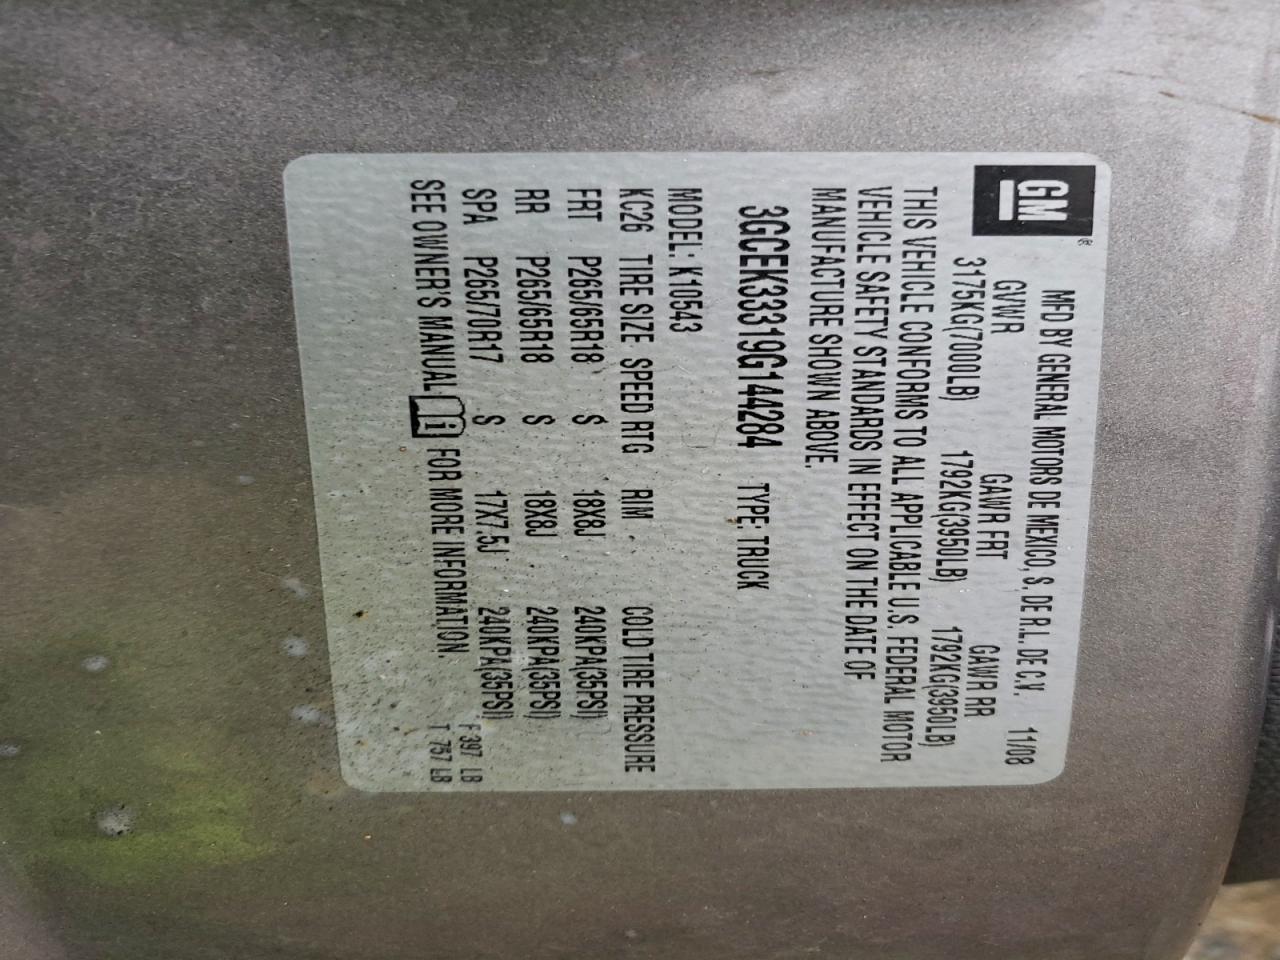 GM®
MFD BY GENERAL MOTORS DE MEXICO, S. DE R.L. DE C.V. 11/08
GVWR GAWR FRT GAWR RR
3175KG(7000LB) 1792KG(3950LB) 1792KG(3950LB)
THIS VEHICLE CONFORMS TO ALL APPLICABLE U.S. FEDERAL MOTOR
VEHICLE SAFETY STANDARDS IN EFFECT ON THE DATE OF
MANUFACTURE SHOWN ABOVE.
3GCEK33319G144284 TYPE: TRUCK
MODEL: K10543
KC26 TIRE SIZE SPEED RTG RIM COLD TIRE PRESSURE
FRT P265/65R18 S 18X8J 240KPA(35PSI)
RR P265/65R18 S 18X8J 240KPA(35PSI)
SPA P265/70R17 S 17X7.5J 240KPA(35PSI)
SEE OWNER'S MANUAL i FOR MORE INFORMATION.
F 397 LB
T 757 LB